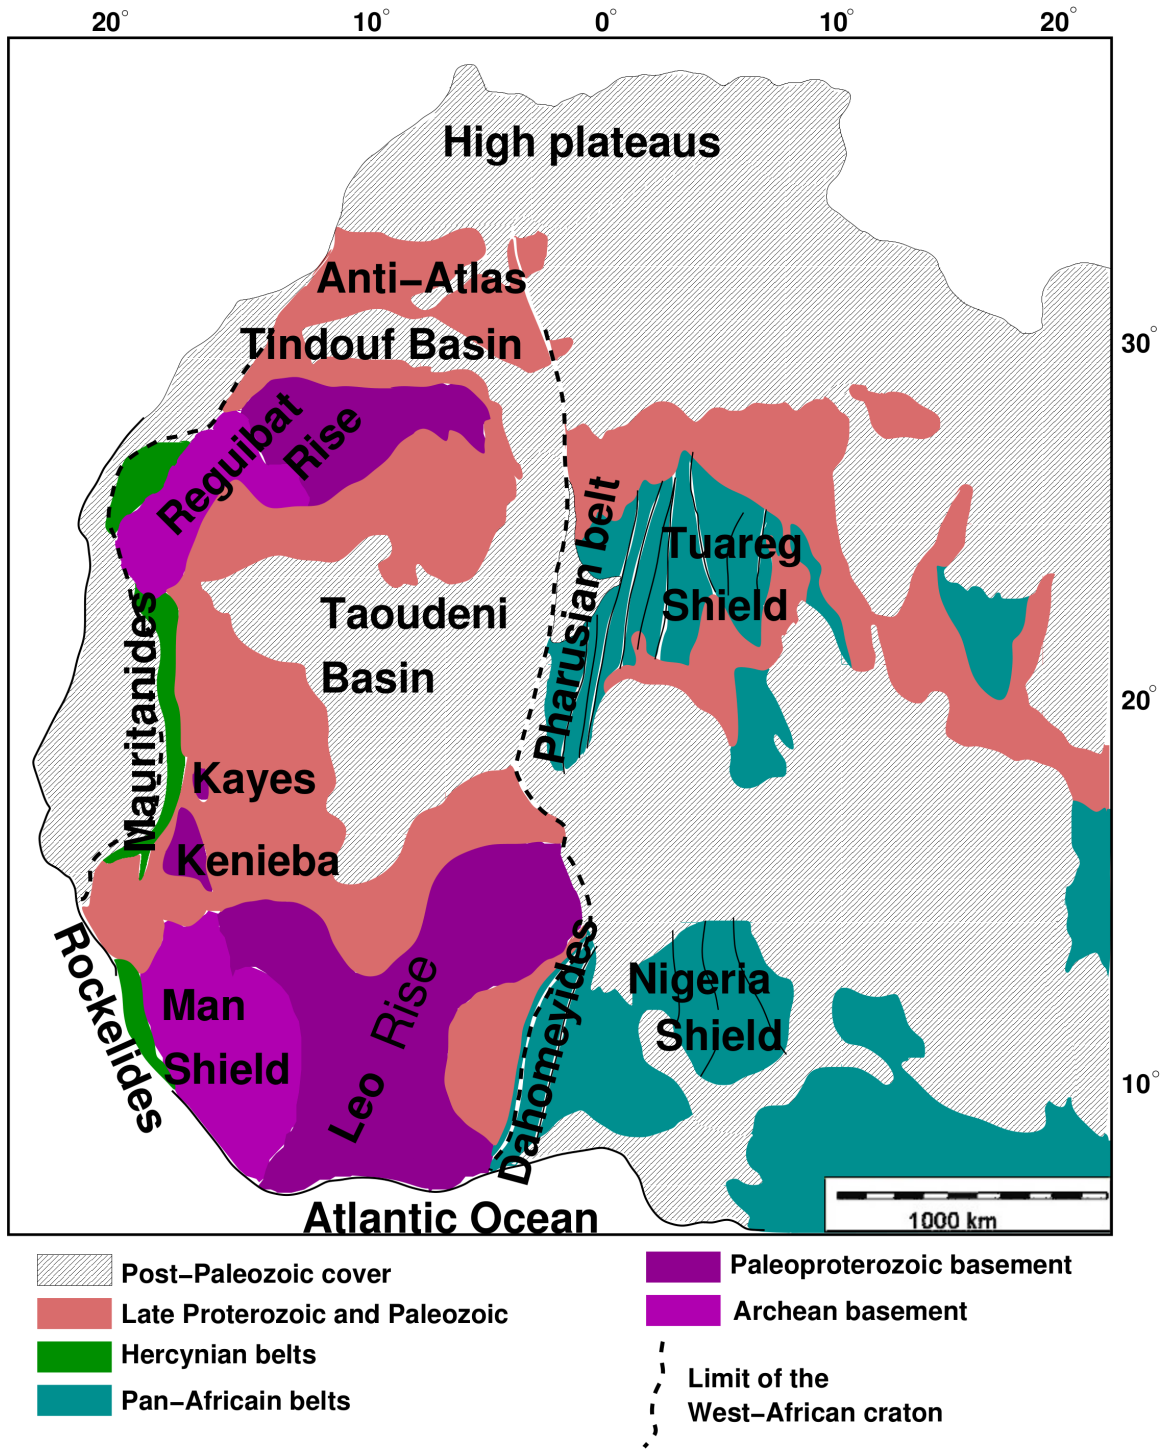 20° 10° 0° 10° 20°
High plateaus
Anti−Atlas
Tindouf Basin
30°
Reguibat
Rise
Pharusian belt
Tuareg
Shield
Taoudeni
Basin
20°
Mauritanides
Kayes
Kenieba
Rockelides
Man
Shield
Leo Rise
Dahomeyides
Nigeria
Shield
10°
Atlantic Ocean
1000 km
Post−Paleozoic cover
Late Proterozoic and Paleozoic
Hercynian belts
Pan−Africain belts
Paleoproterozoic basement
Archean basement
Limit of the
West−African craton